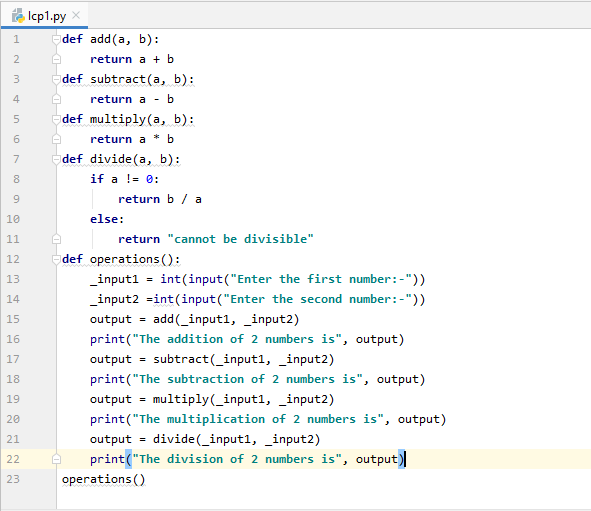 lcp1.py
1 def add(a, b):
2     return a + b
3 def subtract(a, b):
4     return a - b
5 def multiply(a, b):
6     return a * b
7 def divide(a, b):
8     if a != 0:
9         return b / a
10     else:
11         return "cannot be divisible"
12 def operations():
13     _input1 = int(input("Enter the first number:-"))
14     _input2 =int(input("Enter the second number:-"))
15     output = add(_input1, _input2)
16     print("The addition of 2 numbers is", output)
17     output = subtract(_input1, _input2)
18     print("The subtraction of 2 numbers is", output)
19     output = multiply(_input1, _input2)
20     print("The multiplication of 2 numbers is", output)
21     output = divide(_input1, _input2)
22     print("The division of 2 numbers is", output)
23 operations()